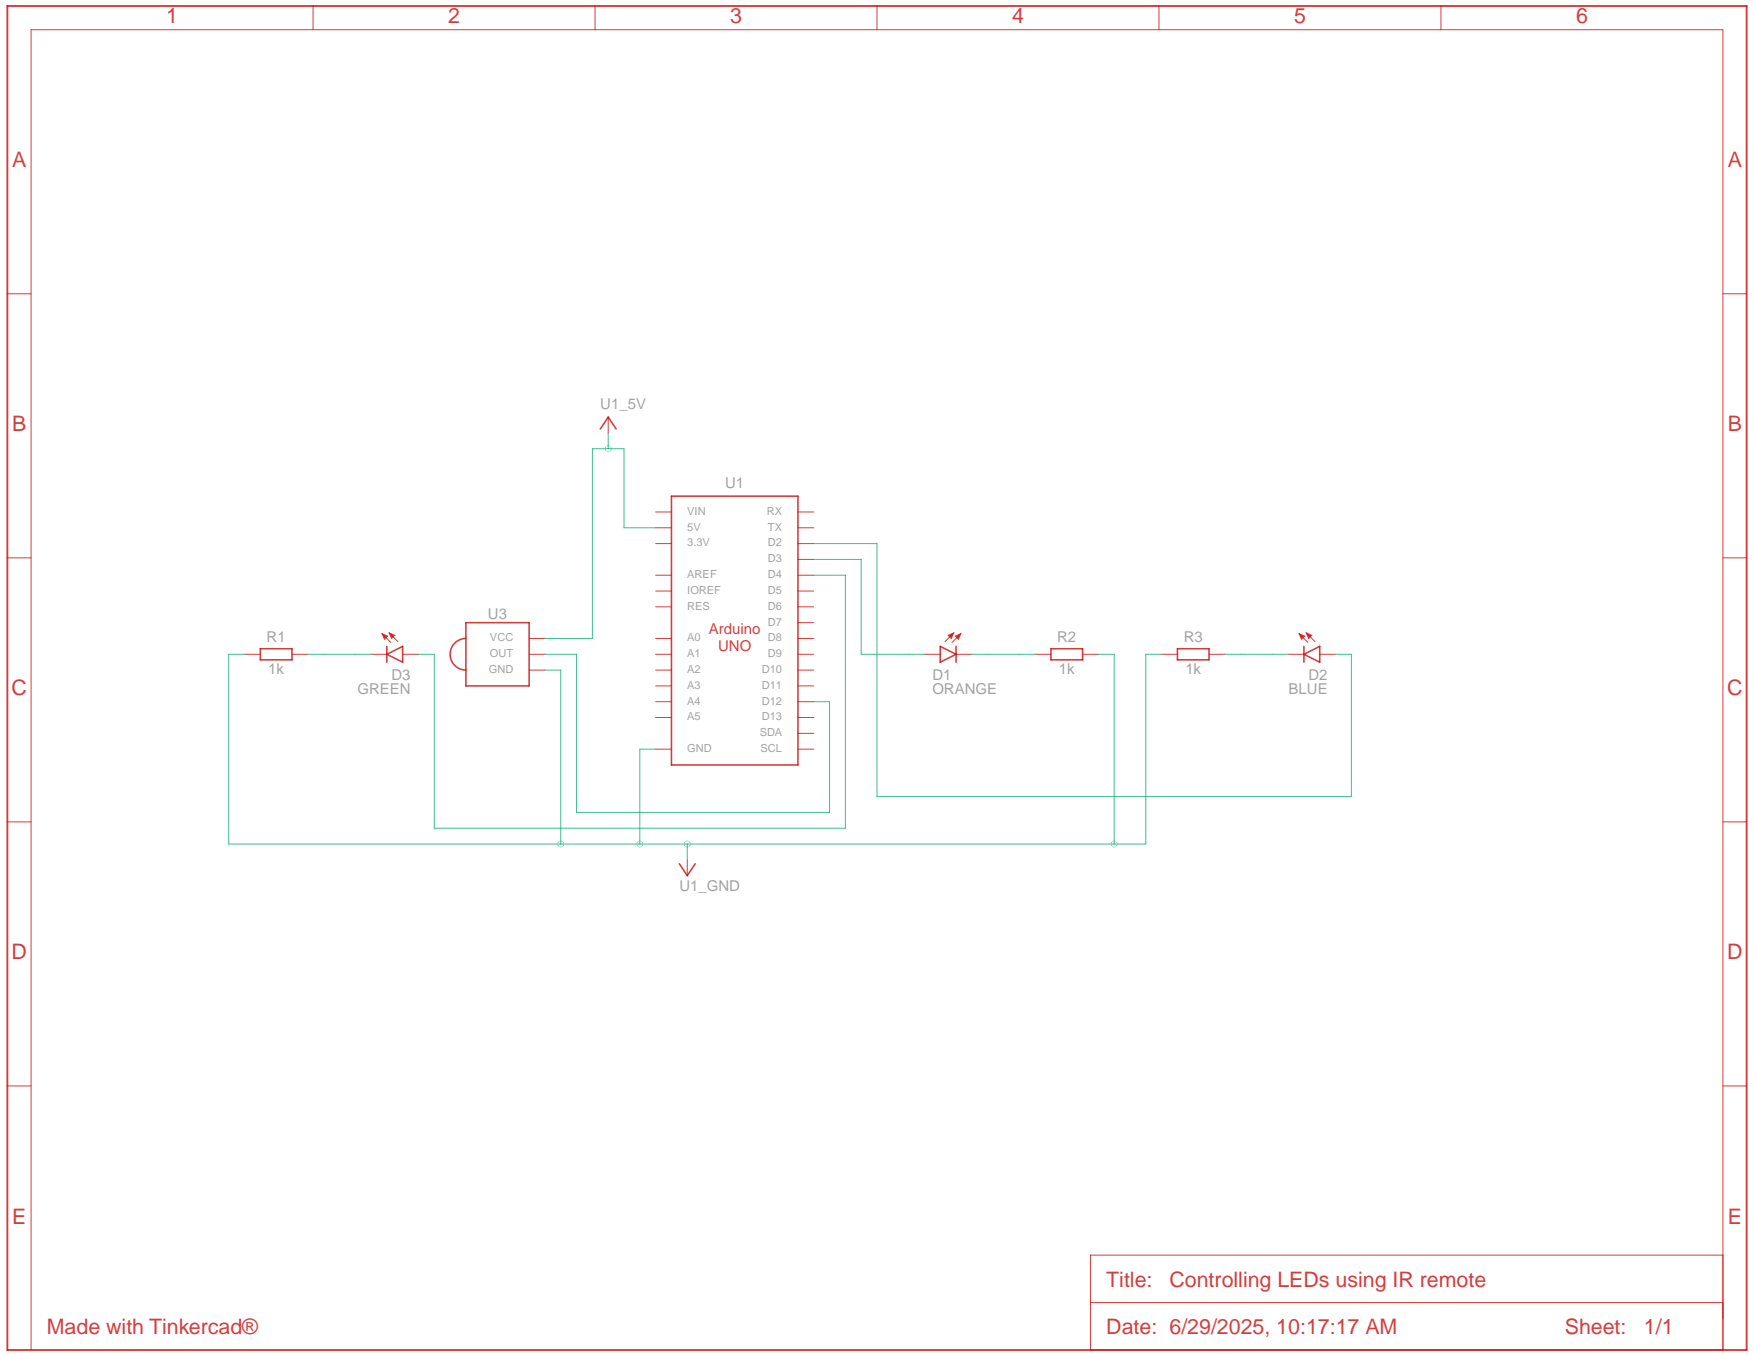 1 2 3 4 5 6
A A
B B
U1_5V
U1
VIN RX
5V TX
3.3V D2
D3
AREF D4
IOREF D5
RES D6
D7
A0 D8
A1 D9
A2 D10
A3 D11
A4 D12
A5 D13
SDA
GND SCL
Arduino
UNO
U3
VCC
OUT
GND
R1
1k
D3
GREEN
D1
ORANGE
R2
1k
R3
1k
D2
BLUE
C C
U1_GND
D D
E E
Title: Controlling LEDs using IR remote
Date: 6/29/2025, 10:17:17 AM Sheet: 1/1
Made with Tinkercad®